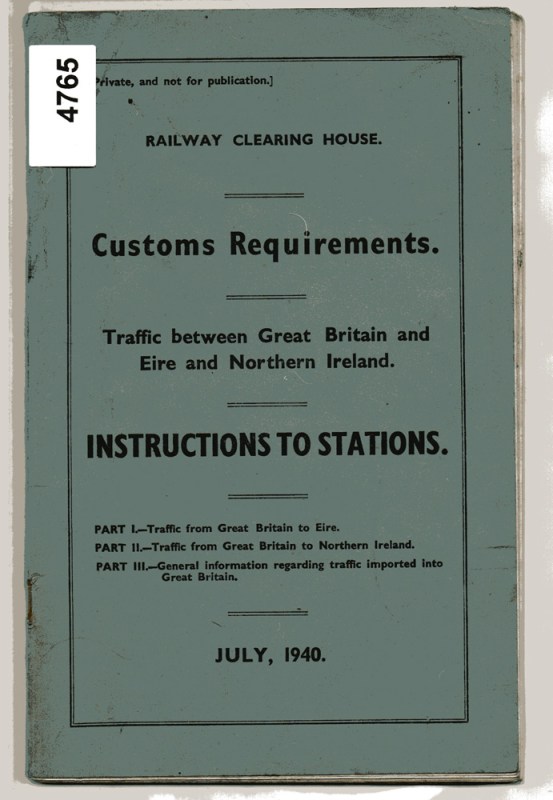 4765
Private, and not for publication.]
RAILWAY CLEARING HOUSE.
Customs Requirements.
Traffic between Great Britain and
Eire and Northern Ireland.
INSTRUCTIONS TO STATIONS.
PART I.—Traffic from Great Britain to Eire.
PART II.—Traffic from Great Britain to Northern Ireland.
PART III.—General information regarding traffic imported into
Great Britain.
JULY, 1940.